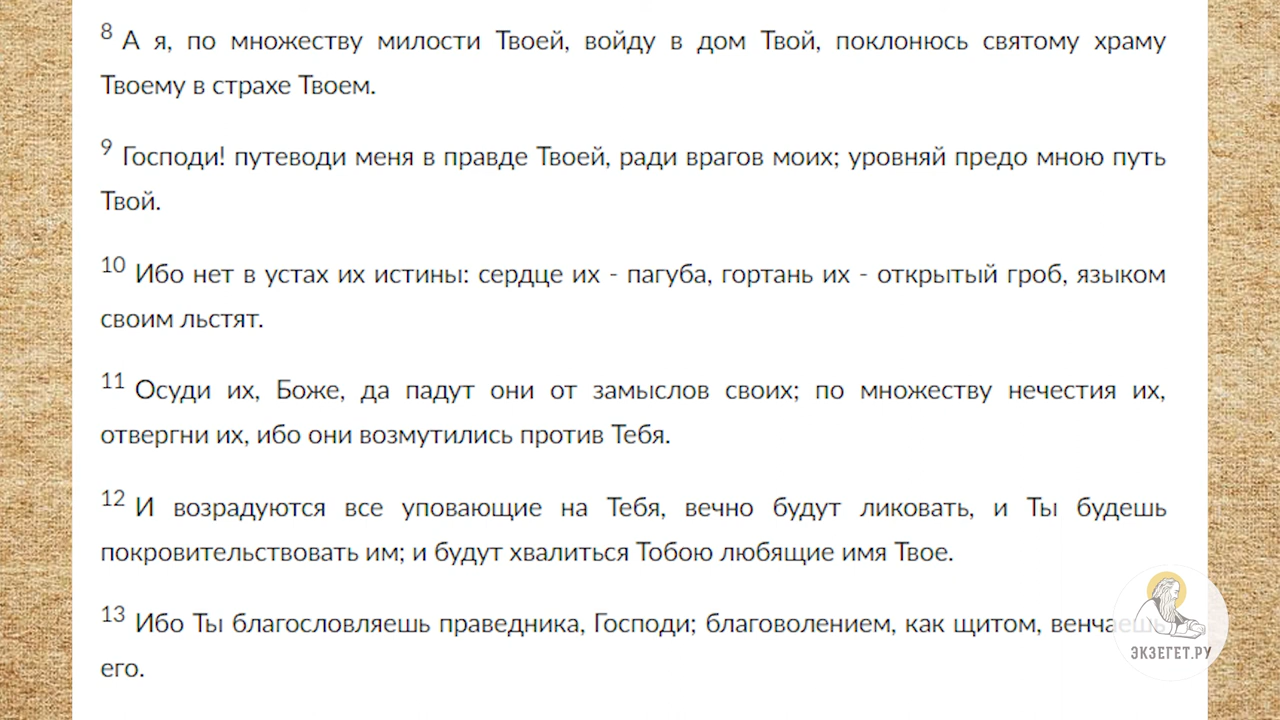 8 А я, по множеству милости Твоей, войду в дом Твой, поклонюсь святому храму
Твоему в страхе Твоем.
9 Господи! путеводи меня в правде Твоей, ради врагов моих; уровняй предо мною путь
Твой.
10 Ибо нет в устах их истины: сердце их - пагуба, гортань их - открытый гроб, языком
своим льстят.
11 Осуди их, Боже, да падут они от замыслов своих; по множеству нечестия их,
отвергни их, ибо они возмутились против Тебя.
12 И возрадуются все уповающие на Тебя, вечно будут ликовать, и Ты будешь
покровительствовать им; и будут хвалиться Тобою любящие имя Твое.
13 Ибо Ты благословляешь праведника, Господи; благоволением, как щитом, венчаешь
его.
ЭКЗЕГЕТ.РУ